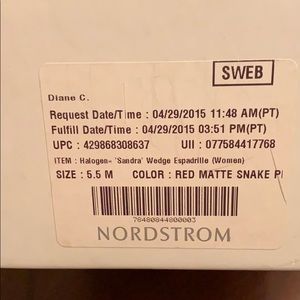 SWEB
Diane C.
Request Date/Time : 04/29/2015 11:48 AM(PT)
Fulfill Date/Time : 04/29/2015 03:51 PM(PT)
UPC : 429868308637 UII : 077584417768
ITEM : Halogen- 'Sandra' Wedge Espadrille (Women)
SIZE : 5.5 M COLOR : RED MATTE SNAKE P
76480844800003
NORDSTROM